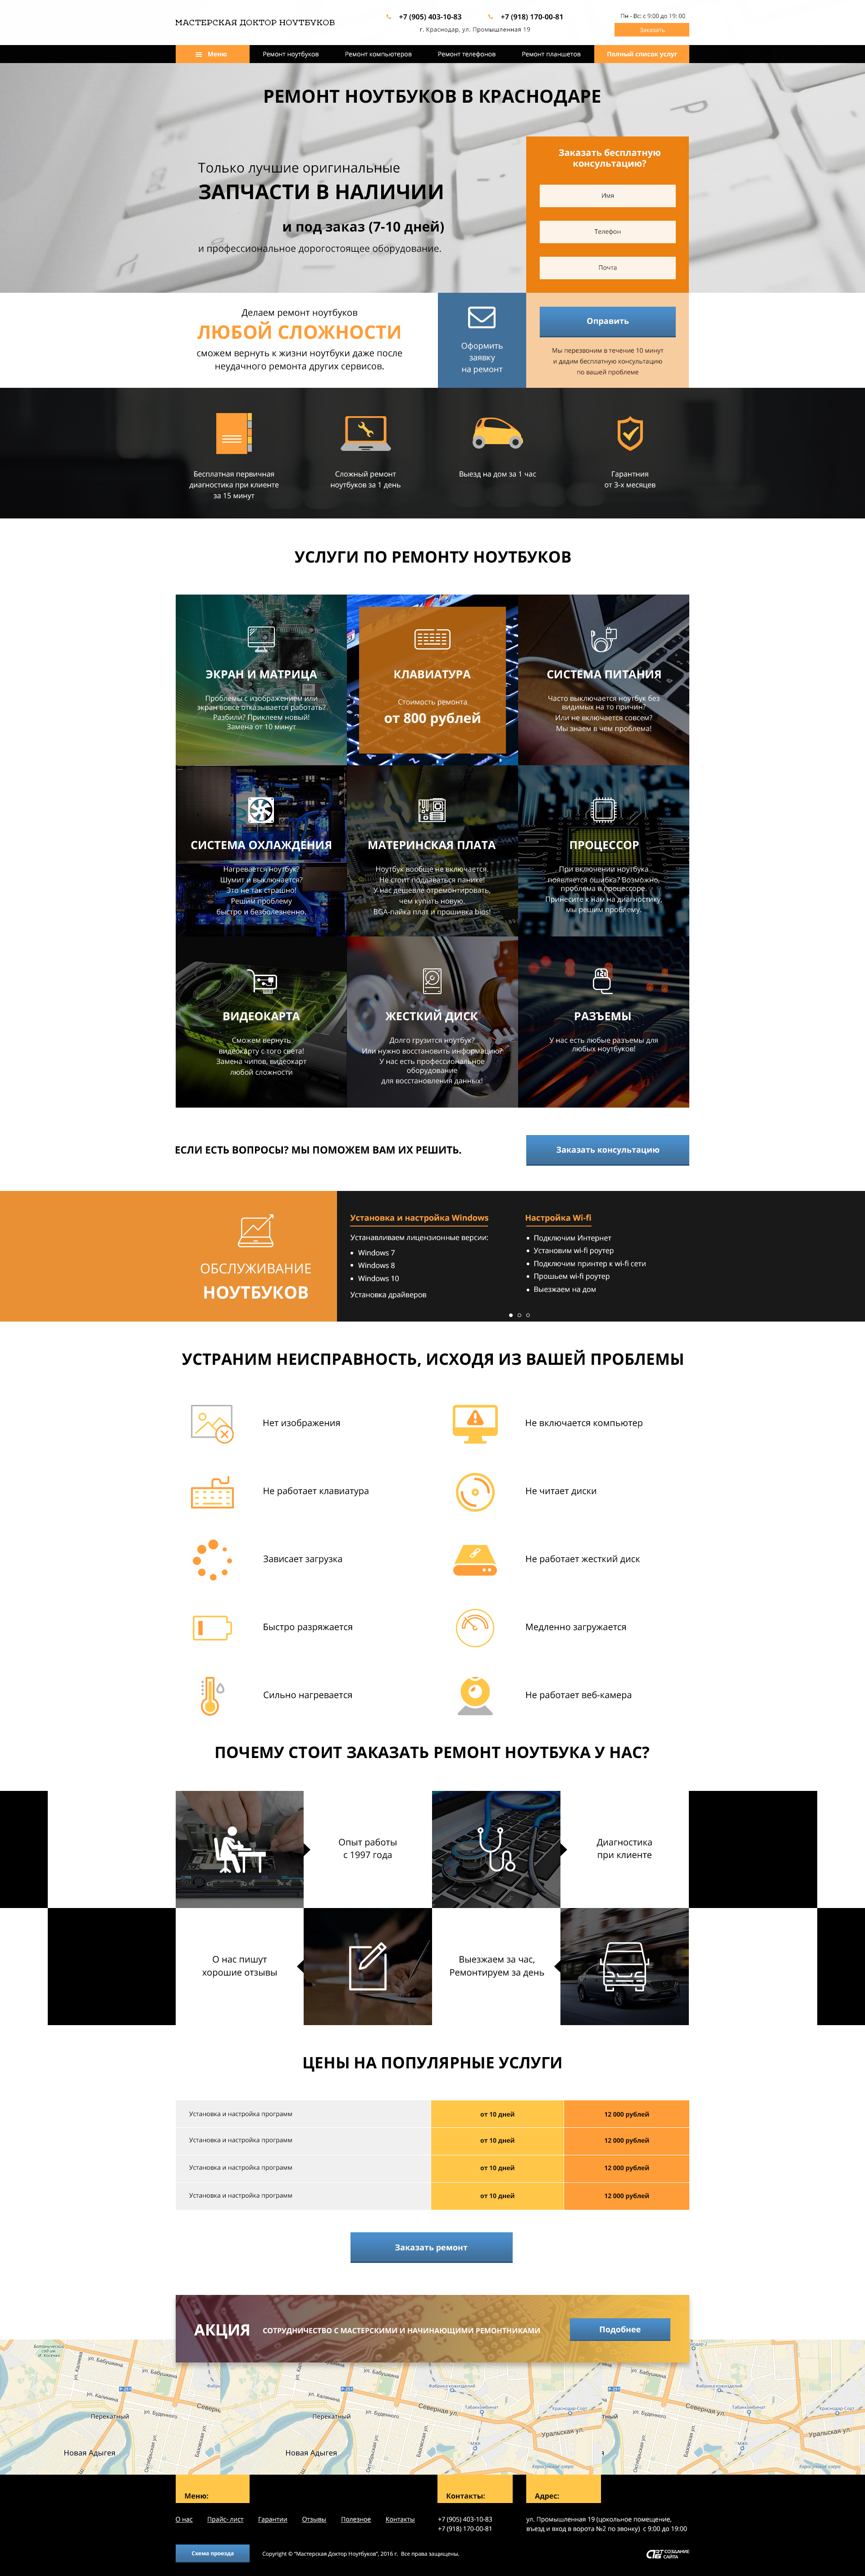 МАСТЕРСКАЯ ДОКТОР НОУТБУКОВ
+7 (905) 403-10-83
+7 (918) 170-00-81
г. Краснодар, ул. Промышленная 19
Пн - Вс: с 9:00 до 19: 00
Заказать
Меню
Ремонт ноутбуков
Ремонт компьютеров
Ремонт телефонов
Ремонт планшетов
Полный список услуг
РЕМОНТ НОУТБУКОВ В КРАСНОДАРЕ
Только лучшие оригинальные
ЗАПЧАСТИ В НАЛИЧИИ
и под заказ (7-10 дней)
и профессиональное дорогостоящее оборудование.
Заказать бесплатную
консультацию?
Имя
Телефон
Почта
Оправить
Мы перезвоним в течение 10 минут
и дадим бесплатную консультацию
по вашей проблеме
Делаем ремонт ноутбуков
ЛЮБОЙ СЛОЖНОСТИ
сможем вернуть к жизни ноутбуки даже после
неудачного ремонта других сервисов.
Оформить
заявку
на ремонт
Бесплатная первичная
диагностика при клиенте
за 15 минут
Сложный ремонт
ноутбуков за 1 день
Выезд на дом за 1 час
Гарантния
от 3-х месяцев
УСЛУГИ ПО РЕМОНТУ НОУТБУКОВ
ЭКРАН И МАТРИЦА
Проблемы с изображением или
экран вовсе отказывается работать?
Разбили? Приклеем новый!
Замена от 10 минут
КЛАВИАТУРА
Стоимость ремонта
от 800 рублей
СИСТЕМА ПИТАНИЯ
Часто выключается ноутбук без
видимых на то причин?
Или не включается совсем?
Мы знаем в чем проблема!
СИСТЕМА ОХЛАЖДЕНИЯ
Нагревается ноутбук?
Шумит и выключается?
Это не так страшно!
Решим проблему
быстро и безболезненно.
МАТЕРИНСКАЯ ПЛАТА
Ноутбук вообще не включается.
Не стоит поддаваться панике!
У нас дешевле отремонтировать,
чем купить новую.
BGA-пайка плат и прошивка bios!
ПРОЦЕССОР
При включении ноутбука
появляется ошибка? Возможно,
проблема в процессоре.
Принесите к нам на диагностику,
мы решим проблему.
ВИДЕОКАРТА
Сможем вернуть
видеокарту с того света!
Замена чипов, видеокарт
любой сложности
ЖЕСТКИЙ ДИСК
Долго грузится ноутбук?
Или нужно восстановить информацию?
У нас есть профессиональное
оборудование
для восстановления данных!
РАЗЪЕМЫ
У нас есть любые разъемы для
любых ноутбуков!
ЕСЛИ ЕСТЬ ВОПРОСЫ? МЫ ПОМОЖЕМ ВАМ ИХ РЕШИТЬ.
Заказать консультацию
ОБСЛУЖИВАНИЕ
НОУТБУКОВ
Установка и настройка Windows
Устанавливаем лицензионные версии:
Windows 7
Windows 8
Windows 10
Установка драйверов
Настройка Wi-fi
Подключим Интернет
Установим wi-fi роутер
Подключим принтер к wi-fi сети
Прошьем wi-fi роутер
Выезжаем на дом
УСТРАНИМ НЕИСПРАВНОСТЬ, ИСХОДЯ ИЗ ВАШЕЙ ПРОБЛЕМЫ
Нет изображения
Не включается компьютер
Не работает клавиатура
Не читает диски
Зависает загрузка
Не работает жесткий диск
Быстро разряжается
Медленно загружается
Сильно нагревается
Не работает веб-камера
ПОЧЕМУ СТОИТ ЗАКАЗАТЬ РЕМОНТ НОУТБУКА У НАС?
Опыт работы
с 1997 года
Диагностика
при клиенте
О нас пишут
хорошие отзывы
Выезжаем за час,
Ремонтируем за день
ЦЕНЫ НА ПОПУЛЯРНЫЕ УСЛУГИ
Установка и настройка программ от 10 дней 12 000 рублей
Установка и настройка программ от 10 дней 12 000 рублей
Установка и настройка программ от 10 дней 12 000 рублей
Установка и настройка программ от 10 дней 12 000 рублей
Заказать ремонт
АКЦИЯ
СОТРУДНИЧЕСТВО С МАСТЕРСКИМИ И НАЧИНАЮЩИМИ РЕМОНТНИКАМИ
Подобнее
ул. Бабушкина
ул. Калинина
Перекатный
ул. Буденного
Северная ул.
Новая Адыгея
Уральская ул.
Перекатный
Новая Адыгея
Северная ул.
Уральская ул.
Меню:
Контакты:
Адрес:
О нас
Прайс- лист
Гарантии
Отзывы
Полезное
Контакты
+7 (905) 403-10-83
+7 (918) 170-00-81
ул. Промышленная 19 (цокольное помещение,
въезд и вход в ворота №2 по звонку) с 9:00 до 19:00
Схема проезда
Copyright © "Мастерская Доктор Ноутбуков", 2016 г. Все права защищены.
СОЗДАНИЕ
САЙТА